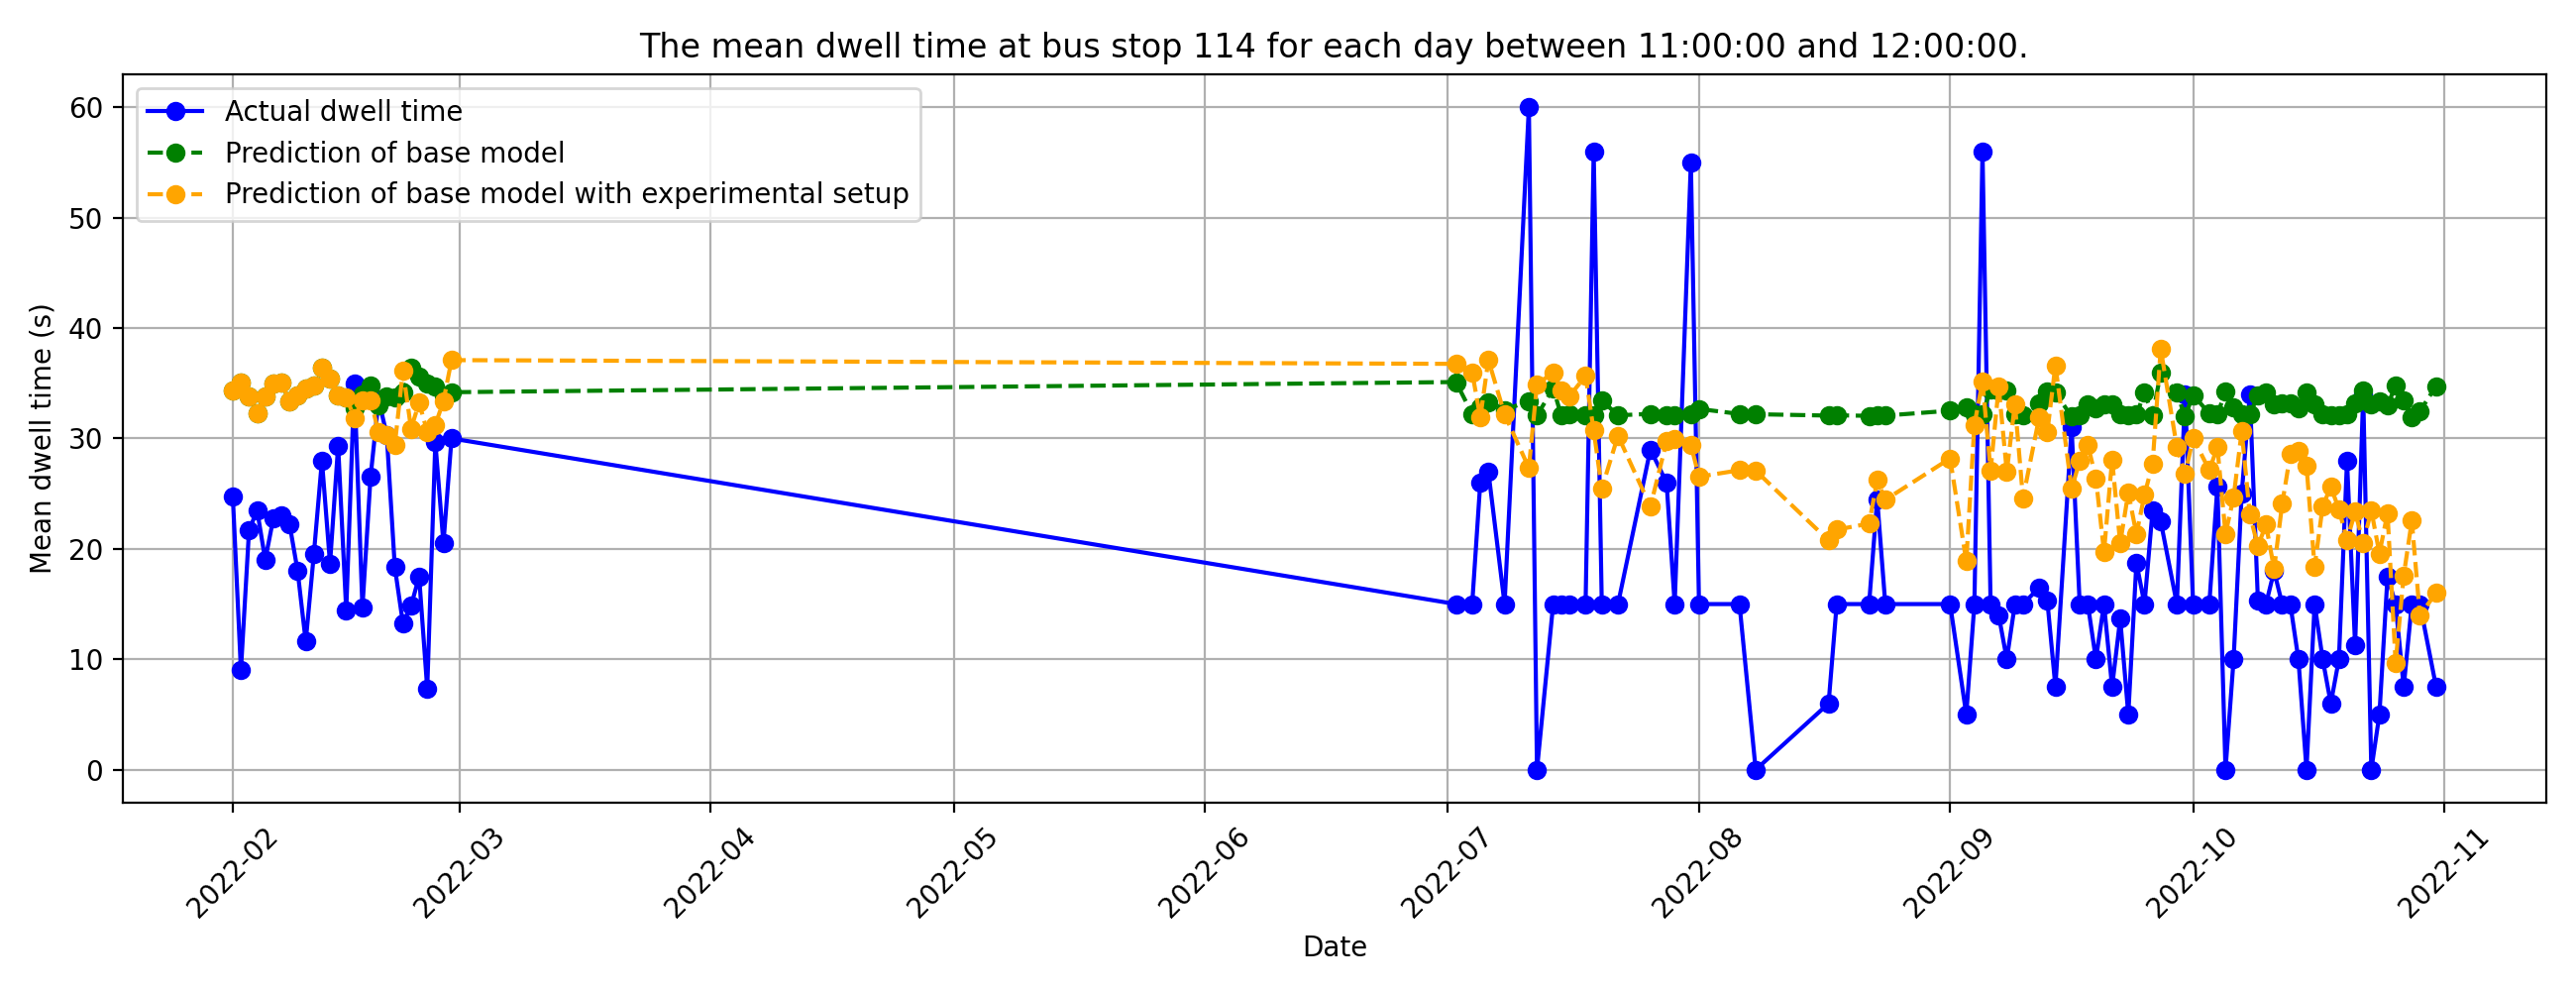 The mean dwell time at bus stop 114 for each day between 11:00:00 and 12:00:00.
Actual dwell time
Prediction of base model
Prediction of base model with experimental setup
Mean dwell time (s)
60
50
40
30
20
10
0
2022-02
2022-03
2022-04
2022-05
2022-06
2022-07
2022-08
2022-09
2022-10
2022-11
Date